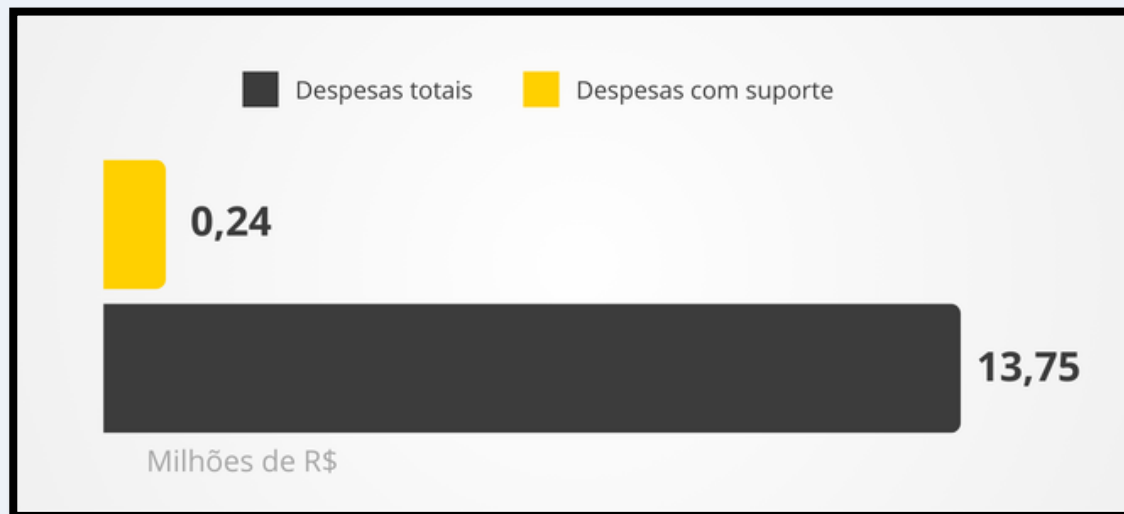 Despesas totais
Despesas com suporte
0,24
13,75
Milhões de R$